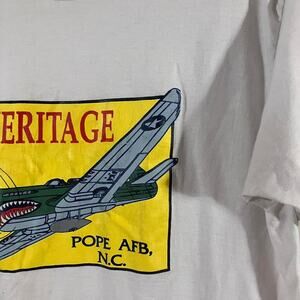 ERITAGE
POPE AFB,
N.C.